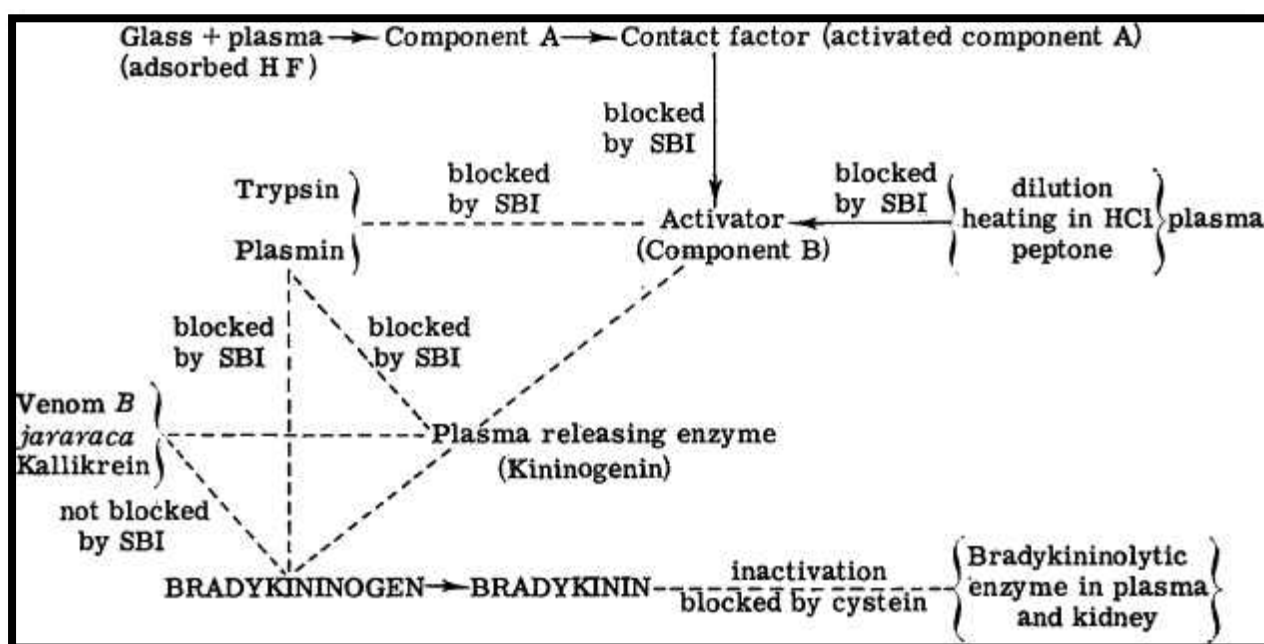 Glass + plasma → Component A → Contact factor (activated component A)
(adsorbed HF)
blocked
by SBI
Trypsin
Plasmin
blocked
by SBI
Activator
(Component B)
blocked
by SBI
dilution
heating in HCl
peptone
plasma
blocked
by SBI
blocked
by SBI
Venom B
jararaca
Kallikrein
Plasma releasing enzyme
(Kininogenin)
not blocked
by SBI
BRADYKININOGEN → BRADYKININ
inactivation
blocked by cystein
Bradykininolytic
enzyme in plasma
and kidney